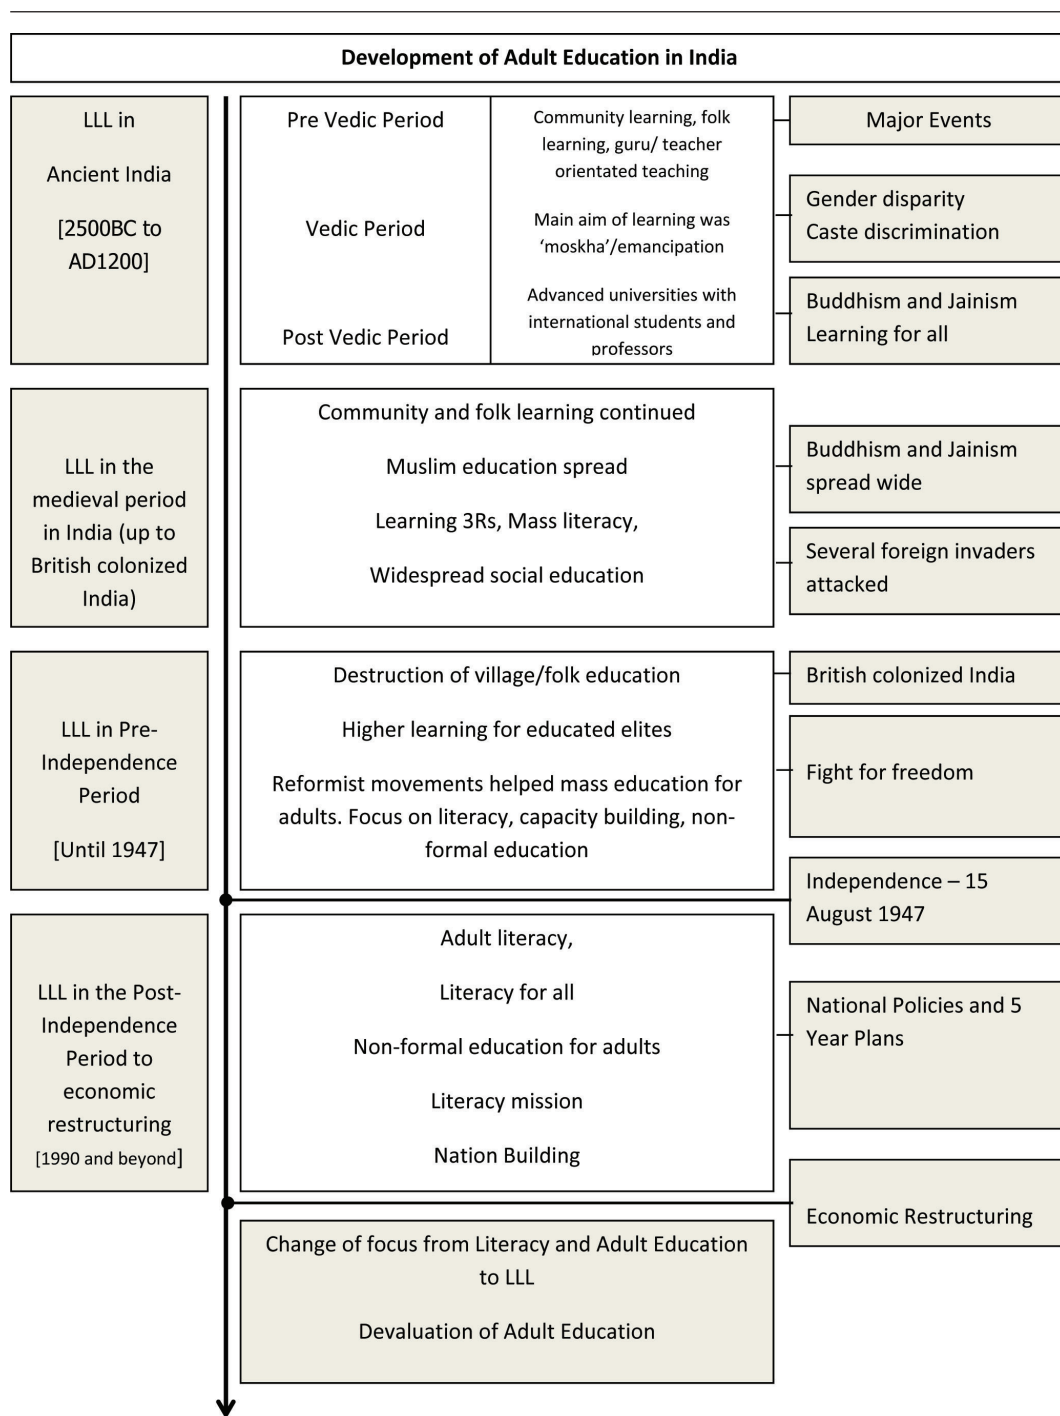 Development of Adult Education in India
LLL in
Ancient India
[2500BC to
AD1200]
Pre Vedic Period
Community learning, folk
learning, guru/ teacher
orientated teaching
Vedic Period
Main aim of learning was
‘moskha’/emancipation
Post Vedic Period
Advanced universities with
international students and
professors
Major Events
Gender disparity
Caste discrimination
Buddhism and Jainism
Learning for all
LLL in the
medieval period
in India (up to
British colonized
India)
Community and folk learning continued
Muslim education spread
Learning 3Rs, Mass literacy,
Widespread social education
Buddhism and Jainism
spread wide
Several foreign invaders
attacked
LLL in Pre-
Independence
Period
[Until 1947]
Destruction of village/folk education
Higher learning for educated elites
Reformist movements helped mass education for
adults. Focus on literacy, capacity building, non-
formal education
British colonized India
Fight for freedom
Independence – 15
August 1947
LLL in the Post-
Independence
Period to
economic
restructuring
[1990 and beyond]
Adult literacy,
Literacy for all
Non-formal education for adults
Literacy mission
Nation Building
National Policies and 5
Year Plans
Economic Restructuring
Change of focus from Literacy and Adult Education
to LLL
Devaluation of Adult Education